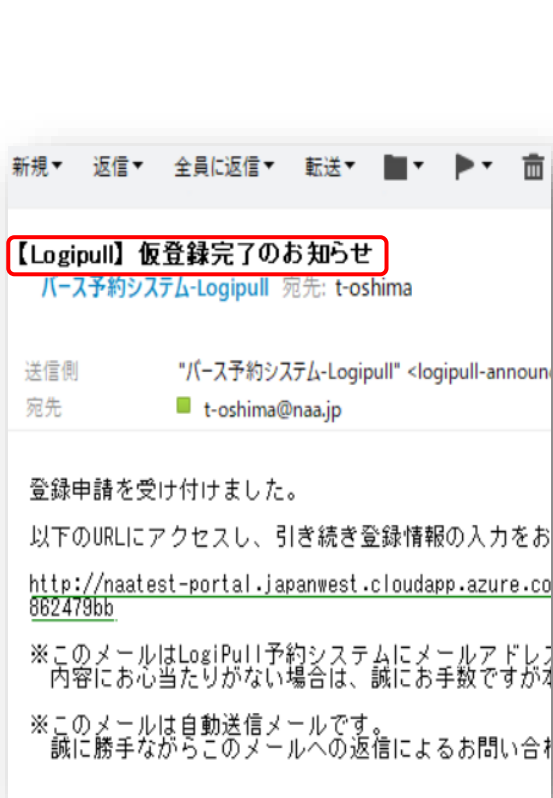 新規▼ 返信▼ 全員に返信▼ 転送▼
【Logipull】仮登録完了のお知らせ
バース予約システム-Logipull 宛先: t-oshima
送信側 "バース予約システム-Logipull" <logipull-announ
宛先 t-oshima@naa.jp
登録申請を受け付けました。
以下のURLにアクセスし、引き続き登録情報の入力をお
http://naatest-portal.japanwest.cloudapp.azure.co
862479bb
※このメールはLogiPull予約システムにメールアドレ
内容にお心当たりがない場合は、誠にお手数ですが
※このメールは自動送信メールです。
誠に勝手ながらこのメールへの返信によるお問い合